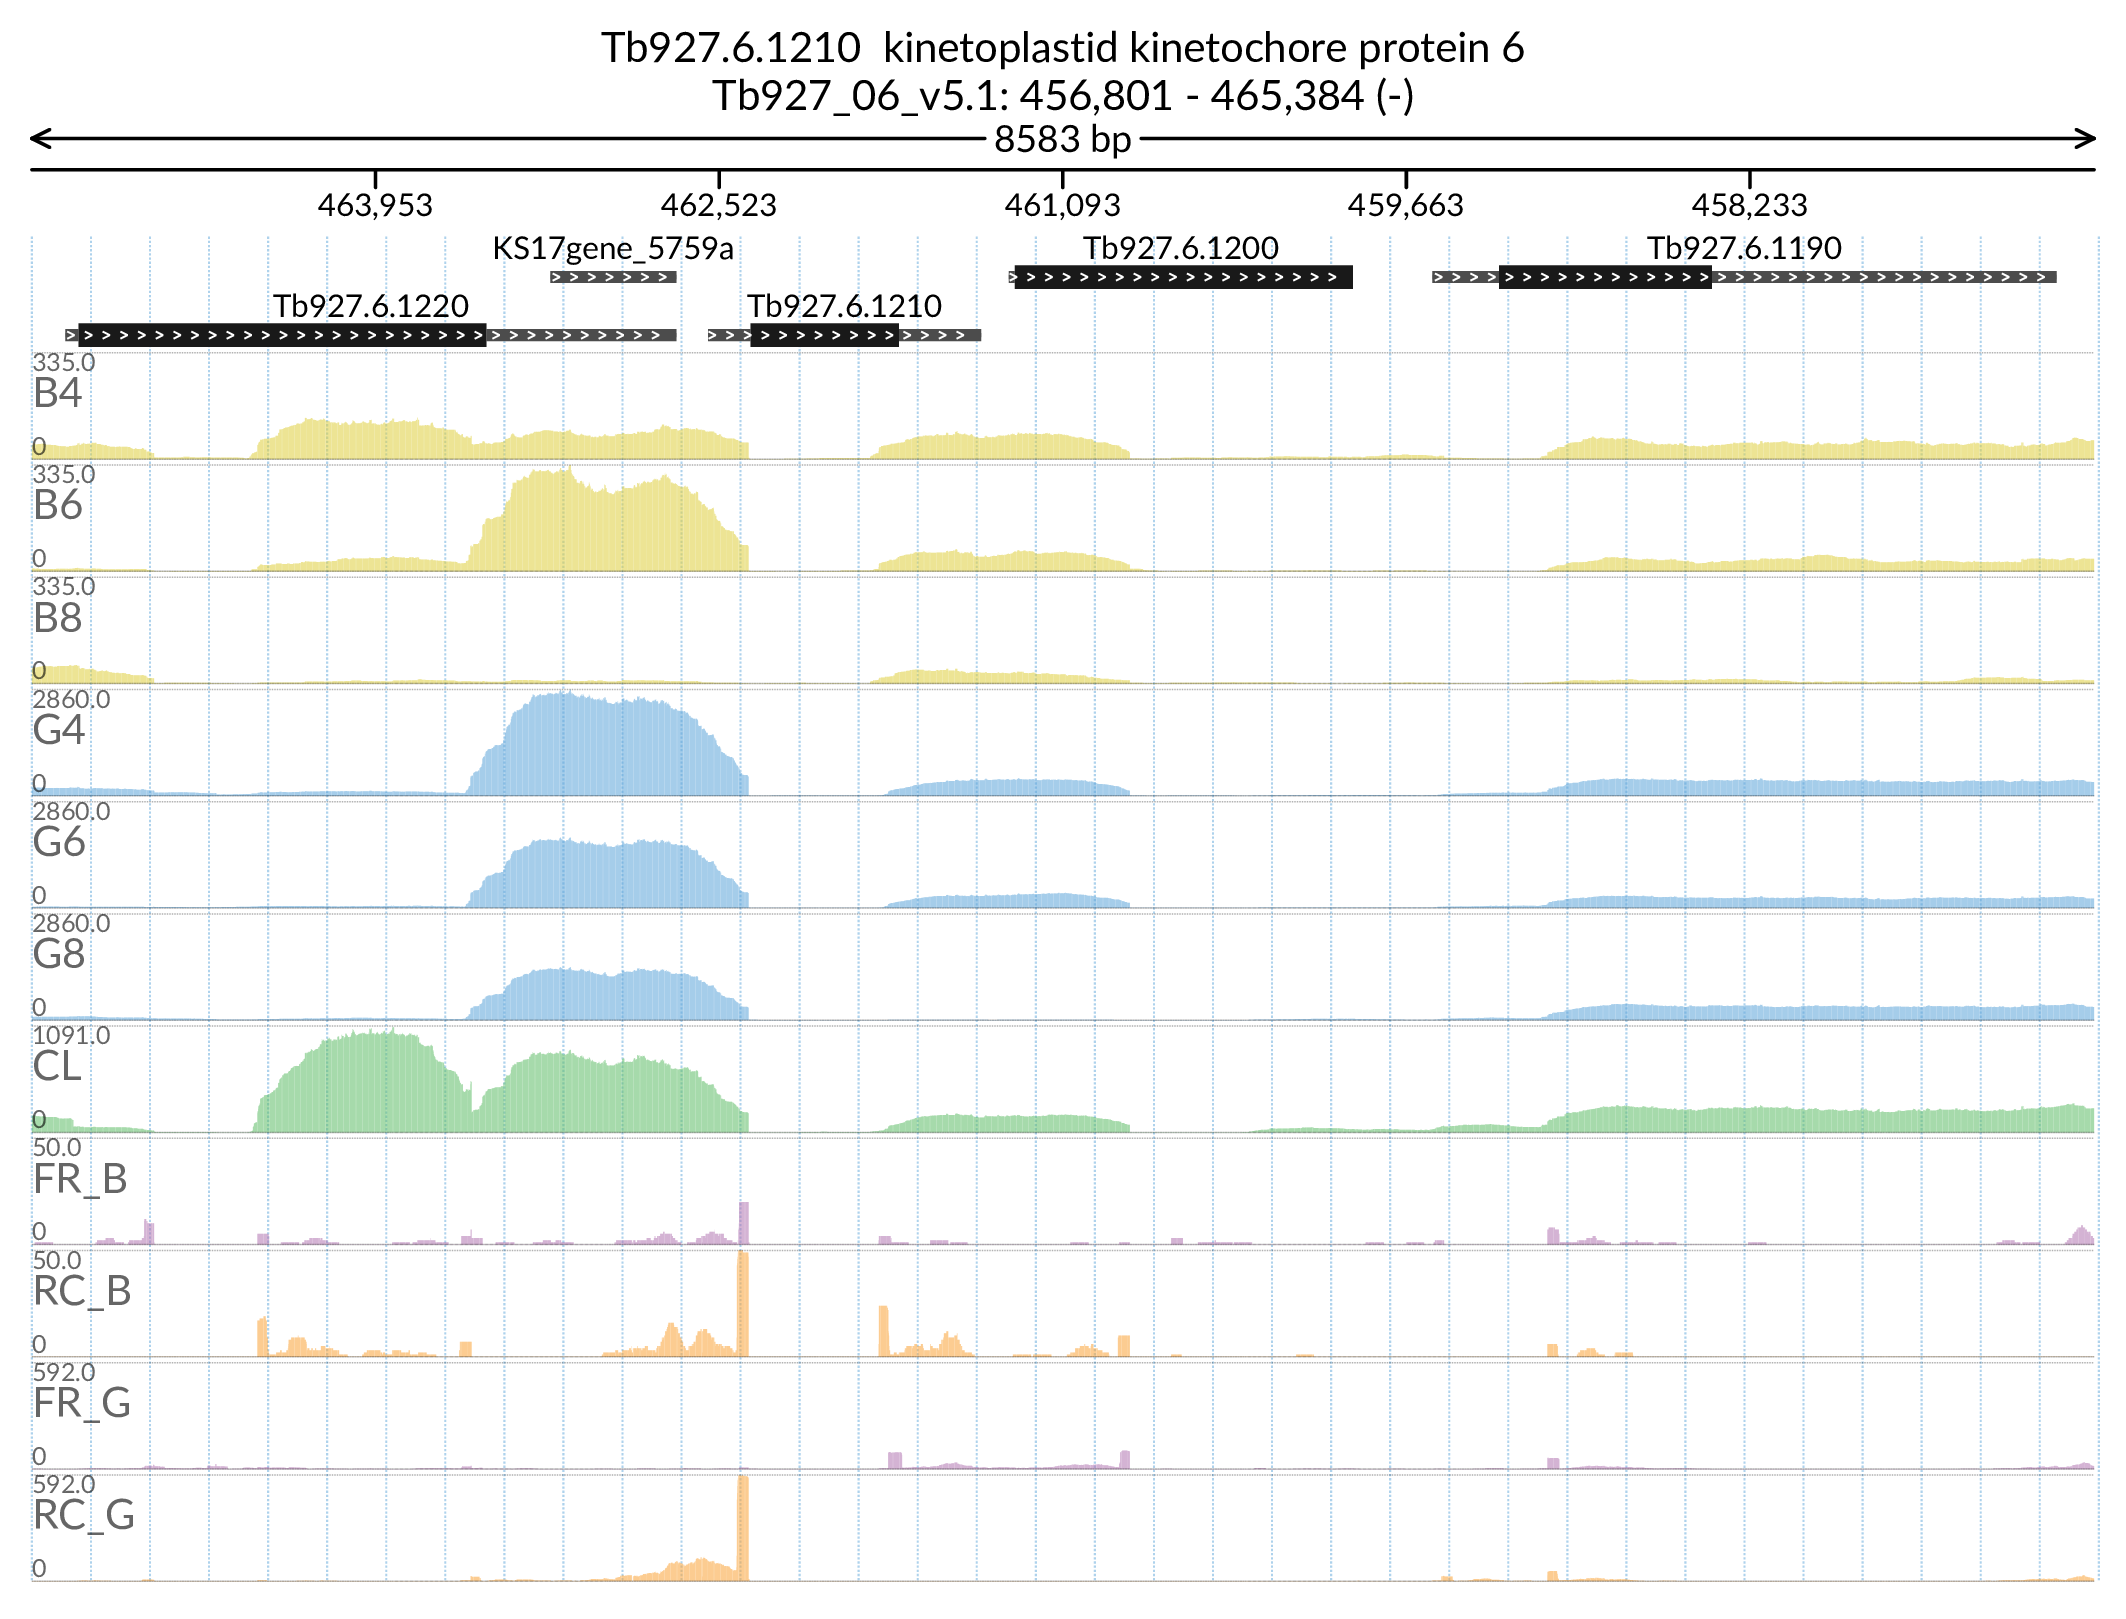 Tb927.6.1210  kinetoplastid kinetochore protein 6
Tb927_06_v5.1: 456,801 - 465,384 (-)
8583 bp
463,953 462,523 461,093 459,663 458,233
KS17gene_5759a Tb927.6.1200 Tb927.6.1190
Tb927.6.1220 Tb927.6.1210
335.0
B4
0
335.0
B6
0
335.0
B8
0
2860.0
G4
0
2860.0
G6
0
2860.0
G8
0
1091.0
CL
0
50.0
FR_B
0
50.0
RC_B
0
592.0
FR_G
0
592.0
RC_G
0